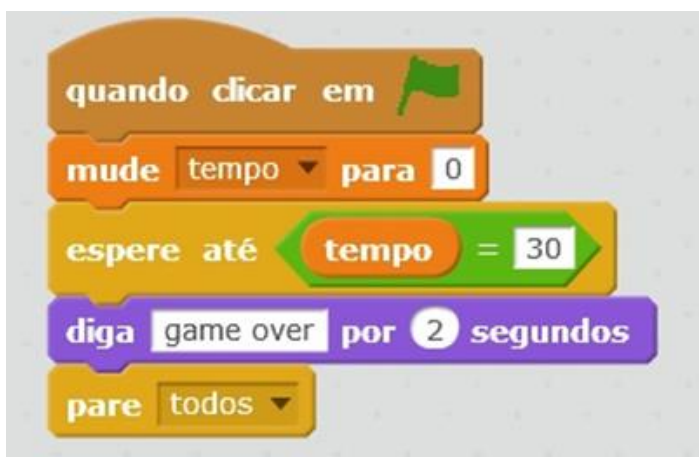 quando clicar em
mude tempo para 0
espere até tempo = 30
diga game over por 2 segundos
pare todos